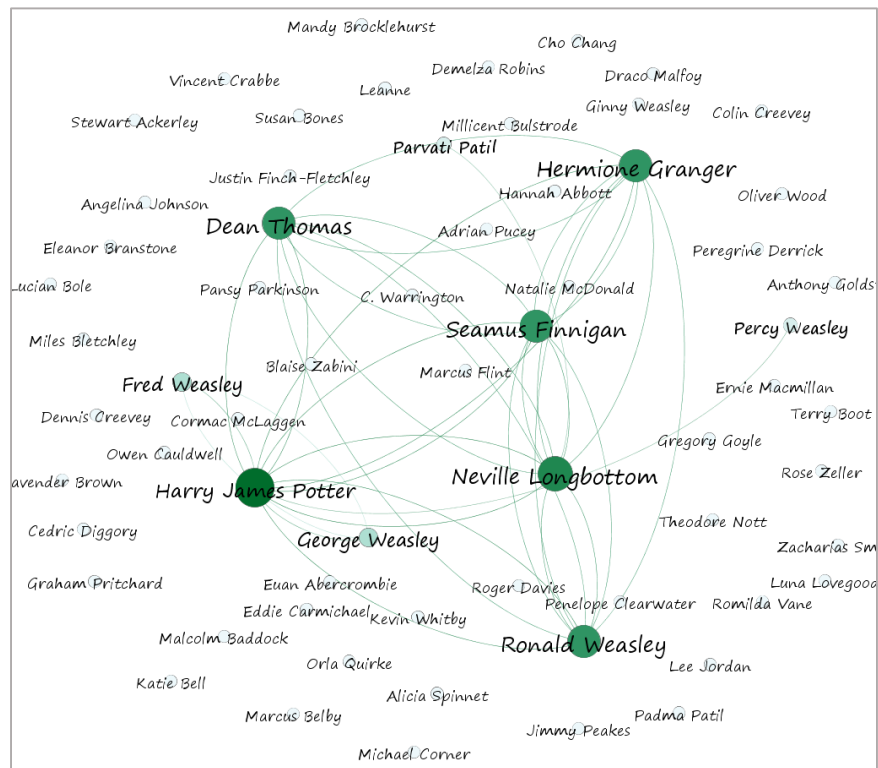 Mandy Brocklehurst
Cho Chang
Demelza Robins
Draco Malfoy
Vincent Crabbe
Leanne
Ginny Weasley
Colin Creevey
Susan Bones
Stewart Ackerley
Millicent Bulstrode
Parvati Patil
Hermione Granger
Justin Finch-Fletchley
Hannah Abbott
Oliver Wood
Angelina Johnson
Dean Thomas
Adrian Pucey
Eleanor Branstone
Peregrine Derrick
Lucian Bole
Pansy Parkinson
C. Warrington
Natalie McDonald
Anthony Golds
Seamus Finnigan
Percy Weasley
Miles Bletchley
Blaise Zabini
Marcus Flint
Fred Weasley
Ernie Macmillan
Dennis Creevey
Cormac McLaggen
Terry Boot
Gregory Goyle
Owen Cauldwell
Rose Zeller
Neville Longbottom
avender Brown
Harry James Potter
Theodore Nott
Cedric Diggory
George Weasley
Zacharias Sm
Graham Pritchard
Euan Abercrombie
Roger Davies
Luna Lovegood
Penelope Clearwater
Romilda Vane
Eddie Carmichael
Kevin Whitby
Malcolm Baddock
Ronald Weasley
Orla Quirke
Lee Jordan
Katie Bell
Alicia Spinnet
Marcus Belby
Padma Patil
Jimmy Peakes
Michael Corner